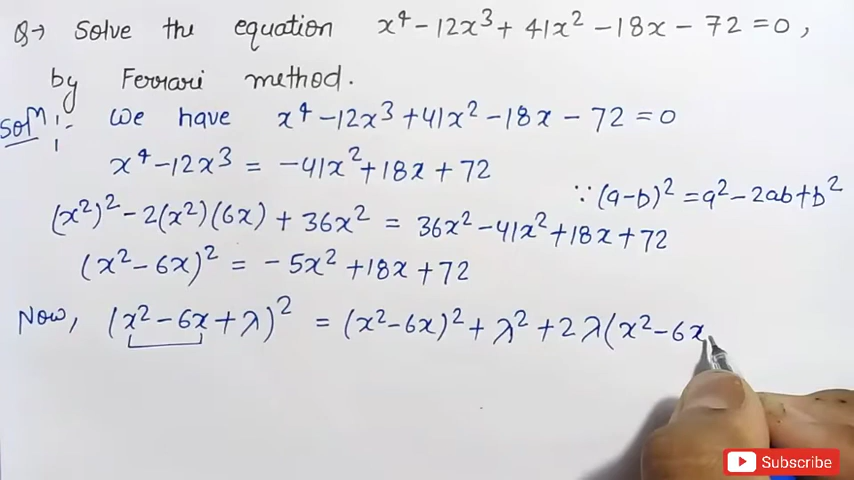 Q→ Solve the equation x⁴-12x³+41x²-18x-72=0,
by Ferrari method.
Solⁿ:- We have x⁴-12x³+41x²-18x-72=0
x⁴-12x³ = -41x²+18x+72
∵(a-b)²=a²-2ab+b²
(x²)²-2(x²)(6x)+36x² = 36x²-41x²+18x+72
(x²-6x)² = -5x²+18x+72
Now, (x²-6x+λ)² = (x²-6x)²+λ²+2λ(x²-6x
Subscribe